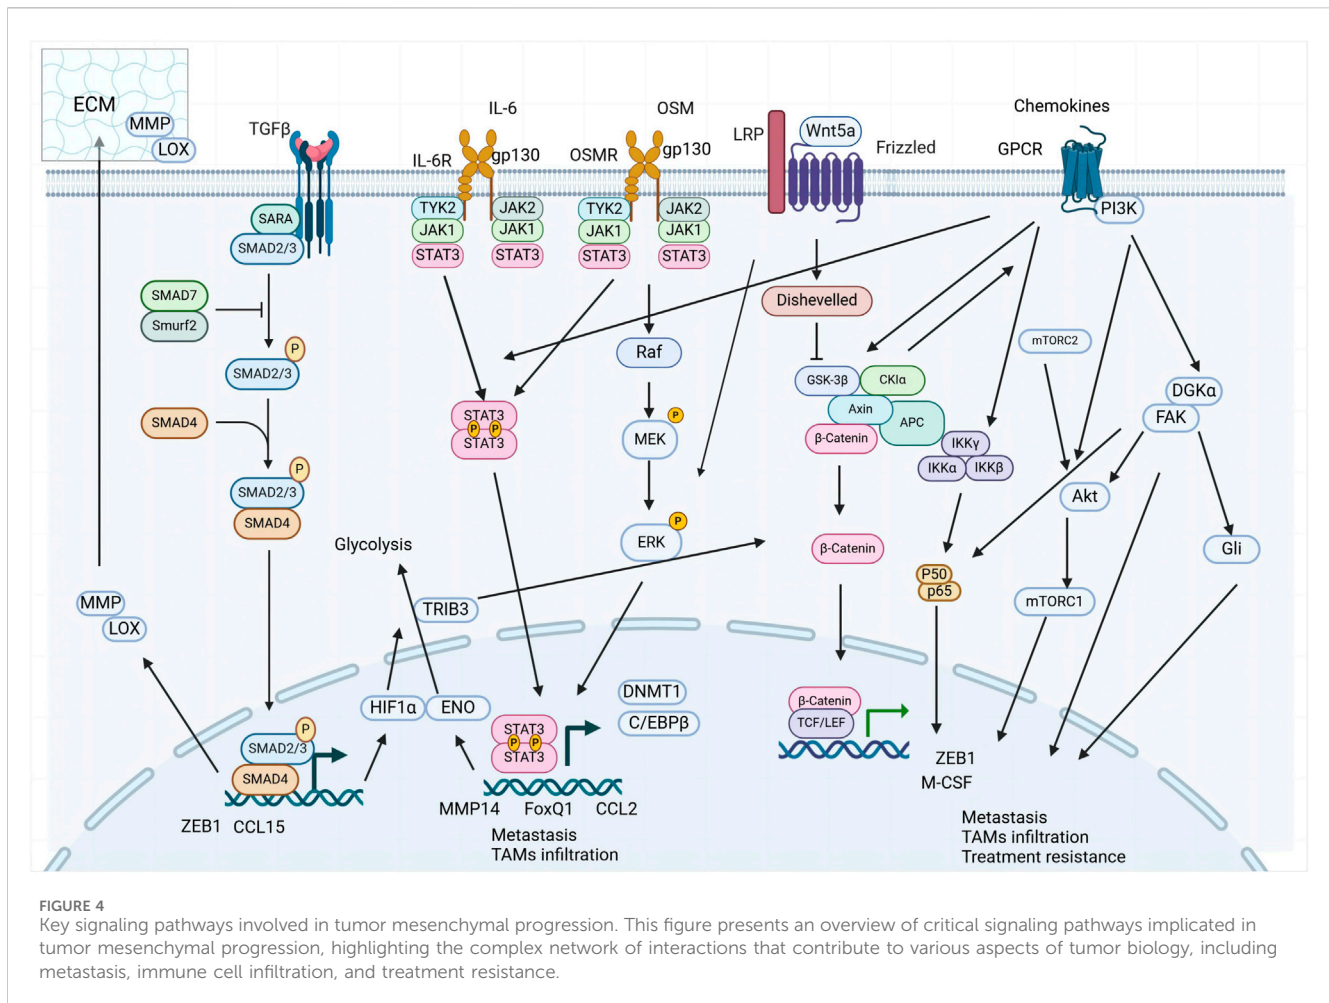 ECM
MMP
LOX
TGFβ
IL-6
IL-6R
gp130
OSM
OSMR
gp130
LRP
Wnt5a
Frizzled
Chemokines
GPCR
PI3K
SARA
SMAD2/3
TYK2
JAK1
STAT3
JAK2
JAK1
STAT3
TYK2
JAK1
STAT3
JAK2
JAK1
STAT3
SMAD7
Smurf2
P
SMAD2/3
SMAD4
P
SMAD2/3
SMAD4
STAT3
P P
STAT3
Raf
P
MEK
P
ERK
Dishevelled
GSK-3β
CKIα
Axin
APC
β-Catenin
β-Catenin
IKKγ
IKKα
IKKβ
P50
p65
mTORC2
Akt
mTORC1
DGKα
FAK
Gli
Glycolysis
TRIB3
MMP
LOX
HIF1α
ENO
P
SMAD2/3
SMAD4
ZEB1 CCL15
STAT3
P P
STAT3
DNMT1
C/EBPβ
MMP14 FoxQ1 CCL2
Metastasis
TAMs infiltration
β-Catenin
TCF/LEF
ZEB1
M-CSF
Metastasis
TAMs infiltration
Treatment resistance
FIGURE 4
Key signaling pathways involved in tumor mesenchymal progression. This figure presents an overview of critical signaling pathways implicated in
tumor mesenchymal progression, highlighting the complex network of interactions that contribute to various aspects of tumor biology, including
metastasis, immune cell infiltration, and treatment resistance.